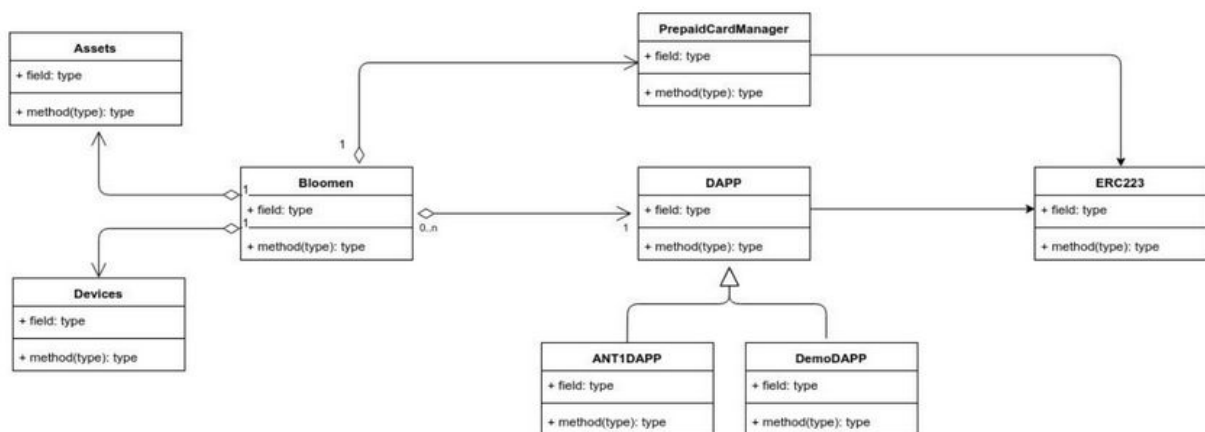 Assets
+ field: type
+ method(type): type
PrepaidCardManager
+ field: type
+ method(type): type
1
Bloomen
+ field: type
+ method(type): type
1
1
0..n
1
DAPP
+ field: type
+ method(type): type
ERC223
+ field: type
+ method(type): type
Devices
+ field: type
+ method(type): type
ANT1DAPP
+ field: type
+ method(type): type
DemoDAPP
+ field: type
+ method(type): type